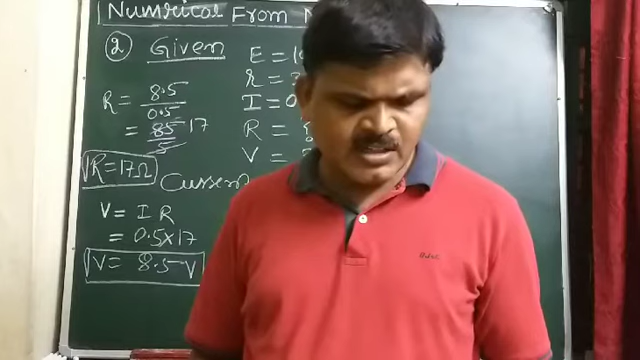 Numerical From N
② Given
E = 1
r = 3
I = 0
R =
V =
R = 8.5
0.5
= 85 17
5
R = 17Ω
Current
V = I R
= 0.5 × 17
V = 8.5 V